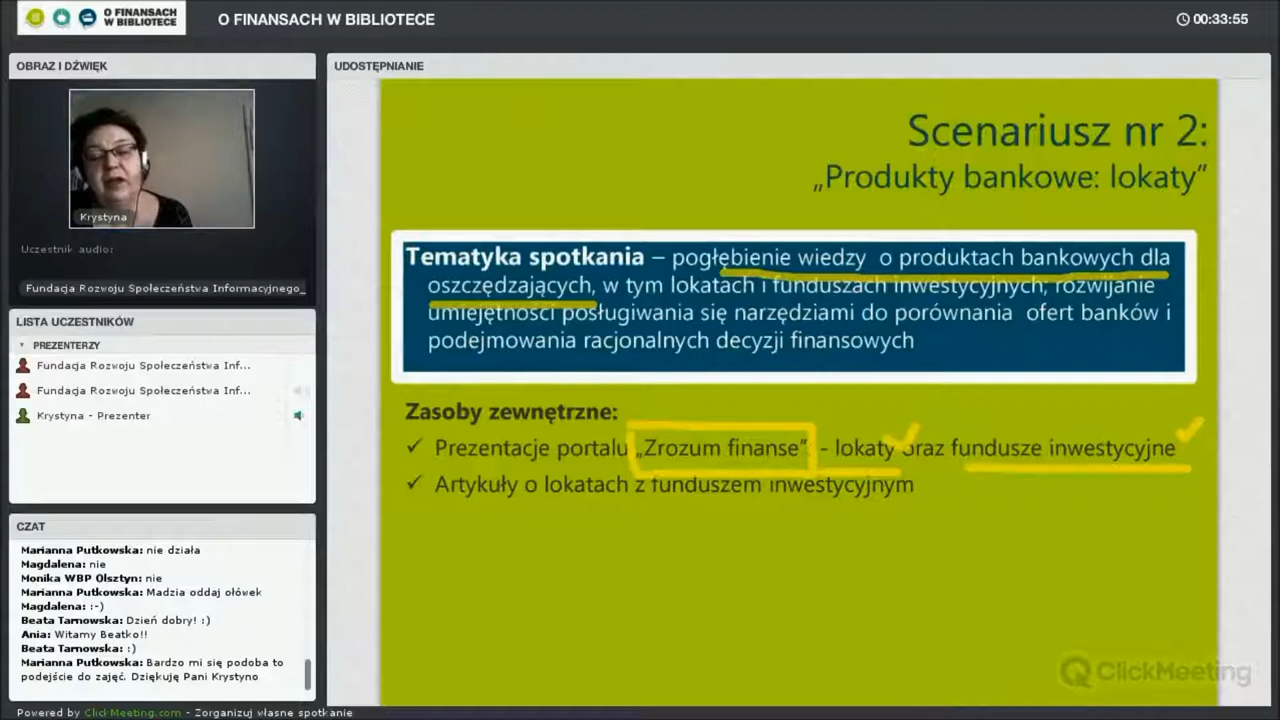 O FINANSACH
W BIBLIOTECE
O FINANSACH W BIBLIOTECE
00:33:55
OBRAZ I DŹWIĘK
Krystyna
Uczestnik audio:
Fundacja Rozwoju Społeczeństwa Informacyjnego_
LISTA UCZESTNIKÓW
PREZENTERZY
Fundacja Rozwoju Społeczeństwa Inf...
Fundacja Rozwoju Społeczeństwa Inf...
Krystyna - Prezenter
CZAT
Marianna Putkowska: nie działa
Magdalena: nie
Monika WBP Olsztyn: nie
Marianna Putkowska: Madzia oddaj ołówek
Magdalena: :-)
Beata Tarnowska: Dzień dobry! :)
Ania: Witamy Beatko!!
Beata Tarnowska: :)
Marianna Putkowska: Bardzo mi się podoba to
podejście do zajęć. Dziękuję Pani Krystyno
UDOSTĘPNIANIE
Scenariusz nr 2:
„Produkty bankowe: lokaty”
Tematyka spotkania – pogłębienie wiedzy o produktach bankowych dla
oszczędzających, w tym lokatach i funduszach inwestycyjnych; rozwijanie
umiejętności posługiwania się narzędziami do porównania ofert banków i
podejmowania racjonalnych decyzji finansowych
Zasoby zewnętrzne:
✓ Prezentacje portalu „Zrozum finanse” - lokaty oraz fundusze inwestycyjne
✓ Artykuły o lokatach z funduszem inwestycyjnym
ClickMeeting
Powered by ClickMeeting.com - Zorganizuj własne spotkanie